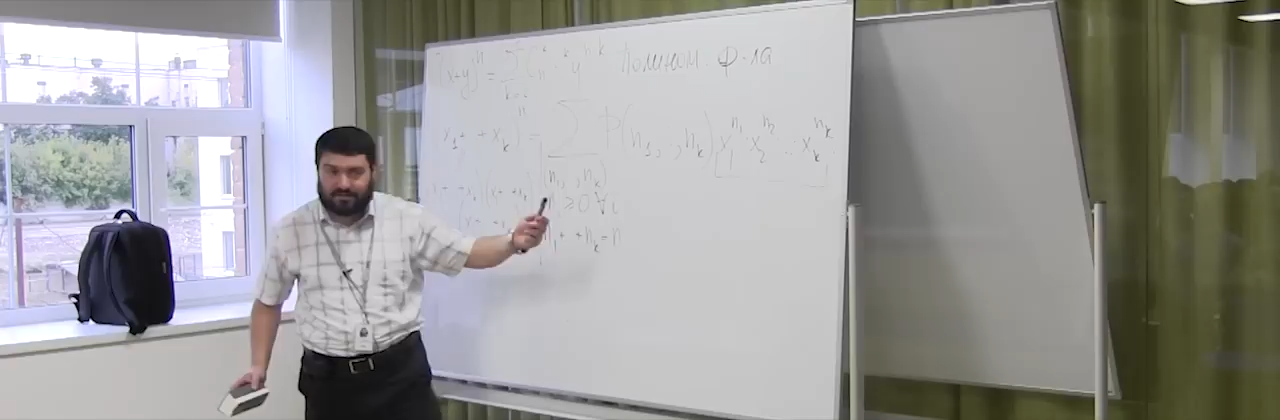 (x+y)^n = ∑_{k=0}^n C_n^k x^k y^{n-k} Полином. ф-ла
(x_1 + + x_k)^n = ∑ P(n_1, , n_k) x_1^{n_1} x_2^{n_2} ... x_k^{n_k}
(n_1, , n_k)
n_i ≥ 0 ∀i
n_1 + + n_k = n